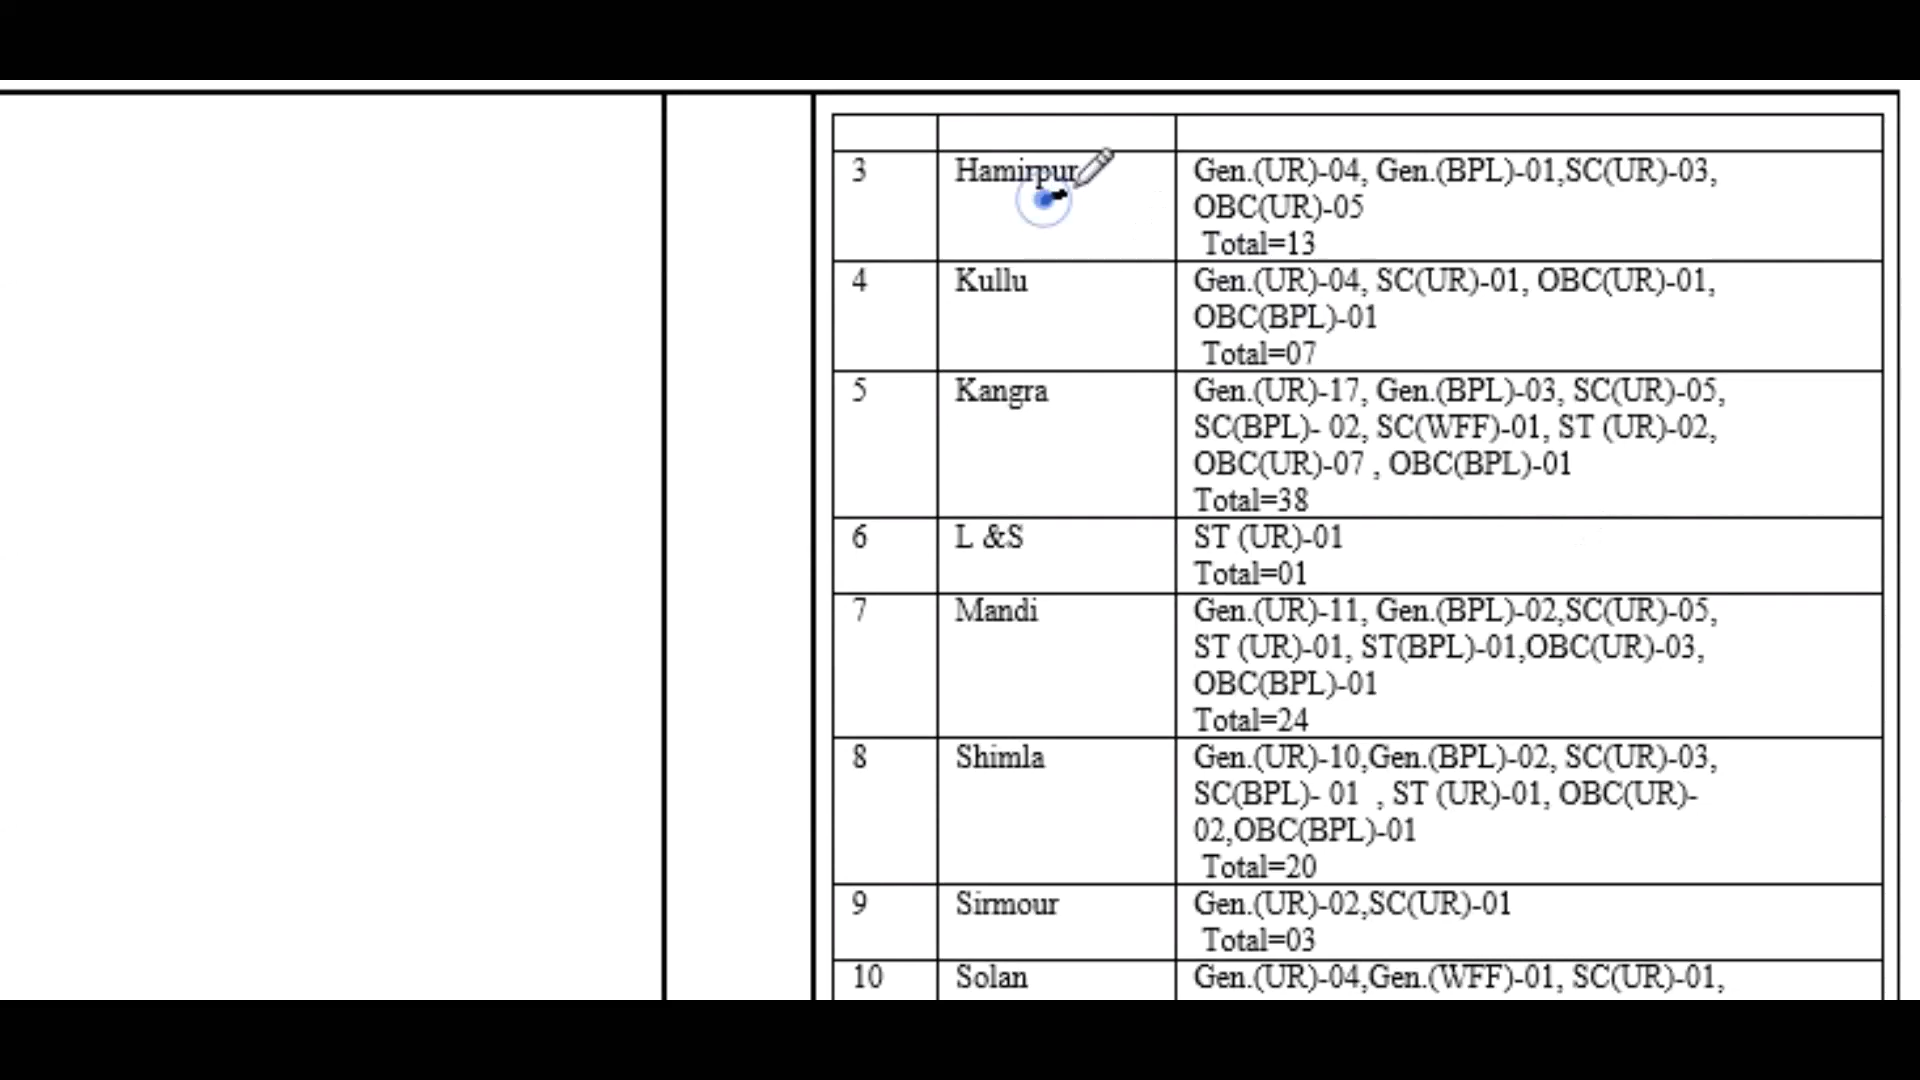 3 Hamirpur Gen.(UR)-04, Gen.(BPL)-01,SC(UR)-03,
OBC(UR)-05
Total=13
4 Kullu Gen.(UR)-04, SC(UR)-01, OBC(UR)-01,
OBC(BPL)-01
Total=07
5 Kangra Gen.(UR)-17, Gen.(BPL)-03, SC(UR)-05,
SC(BPL)- 02, SC(WFF)-01, ST (UR)-02,
OBC(UR)-07 , OBC(BPL)-01
Total=38
6 L &S ST (UR)-01
Total=01
7 Mandi Gen.(UR)-11, Gen.(BPL)-02,SC(UR)-05,
ST (UR)-01, ST(BPL)-01,OBC(UR)-03,
OBC(BPL)-01
Total=24
8 Shimla Gen.(UR)-10,Gen.(BPL)-02, SC(UR)-03,
SC(BPL)- 01 , ST (UR)-01, OBC(UR)-
02,OBC(BPL)-01
Total=20
9 Sirmour Gen.(UR)-02,SC(UR)-01
Total=03
10 Solan Gen.(UR)-04,Gen.(WFF)-01, SC(UR)-01,